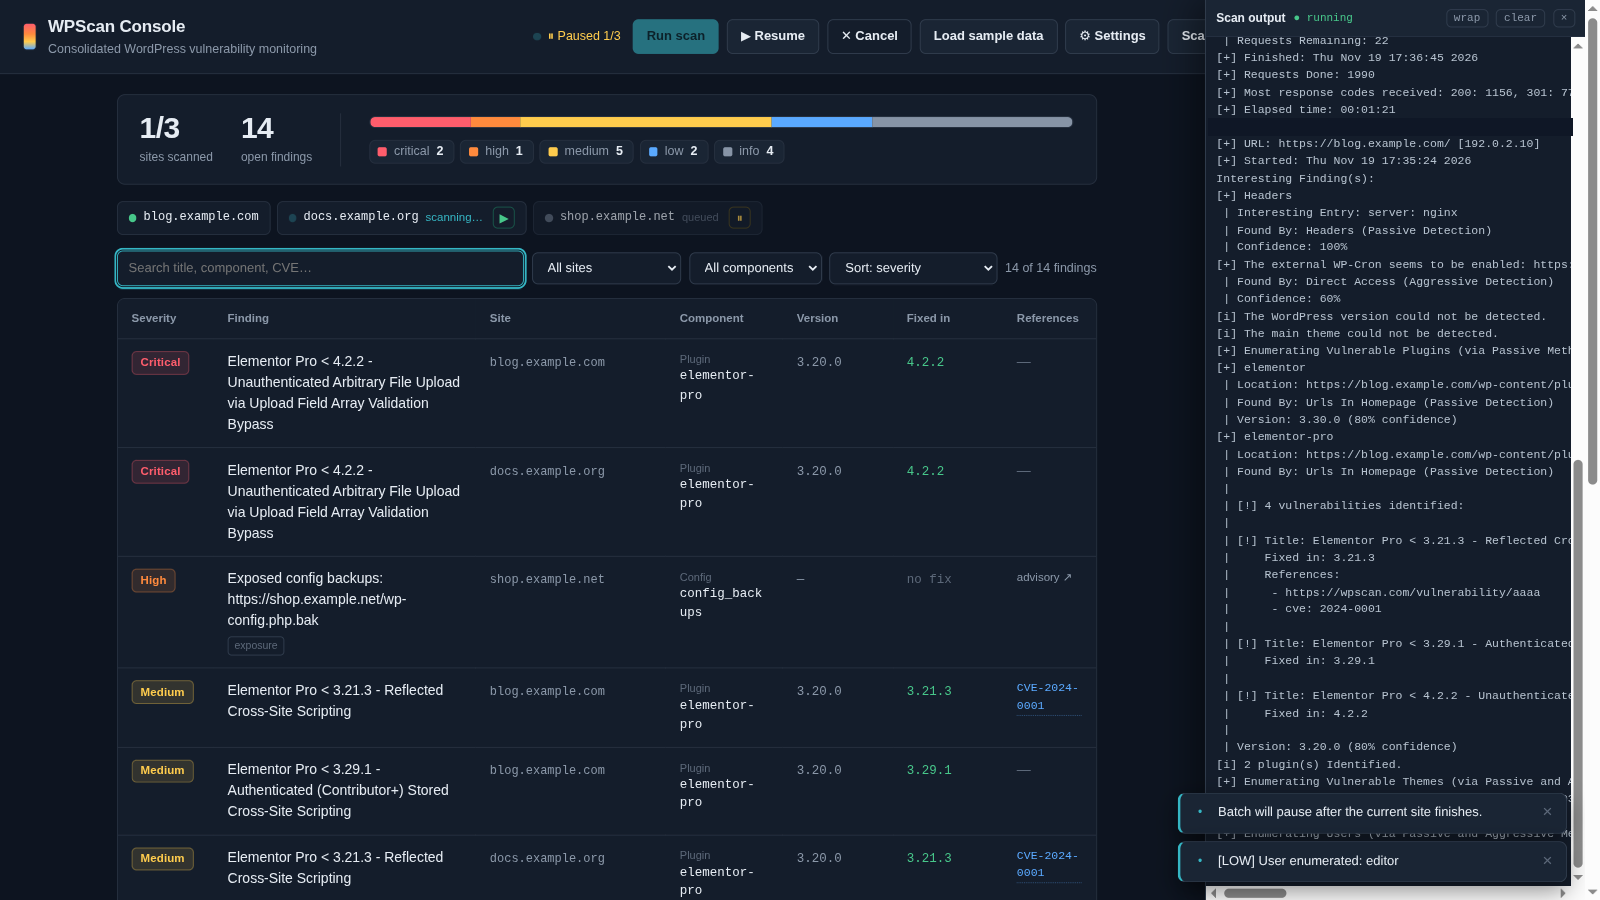 WPScan Console
Consolidated WordPress vulnerability monitoring
Paused 1/3
Run scan
▶ Resume
✕ Cancel
Load sample data
⚙ Settings
Sca
1/3
sites scanned
14
open findings
critical 2
high 1
medium 5
low 2
info 4
blog.example.com
docs.example.org scanning…
shop.example.net queued
Search title, component, CVE…
All sites
All components
Sort: severity
14 of 14 findings
Severity Finding Site Component Version Fixed in References
Critical
Elementor Pro < 4.2.2 -
Unauthenticated Arbitrary File Upload
via Upload Field Array Validation
Bypass
blog.example.com
Plugin
elementor-
pro
3.20.0
4.2.2
—
Critical
Elementor Pro < 4.2.2 -
Unauthenticated Arbitrary File Upload
via Upload Field Array Validation
Bypass
docs.example.org
Plugin
elementor-
pro
3.20.0
4.2.2
—
High
Exposed config backups:
https://shop.example.net/wp-
config.php.bak
exposure
shop.example.net
Config
config_back
ups
—
no fix
advisory ↗
Medium
Elementor Pro < 3.21.3 - Reflected
Cross-Site Scripting
blog.example.com
Plugin
elementor-
pro
3.20.0
3.21.3
CVE-2024-
0001
Medium
Elementor Pro < 3.29.1 -
Authenticated (Contributor+) Stored
Cross-Site Scripting
blog.example.com
Plugin
elementor-
pro
3.20.0
3.29.1
—
Medium
Elementor Pro < 3.21.3 - Reflected
Cross-Site Scripting
docs.example.org
Plugin
elementor-
pro
3.20.0
3.21.3
CVE-2024-
0001
Scan output ● running
wrap
clear
×
| Requests Remaining: 22
[+] Finished: Thu Nov 19 17:36:45 2026
[+] Requests Done: 1990
[+] Most response codes received: 200: 1156, 301: 77
[+] Elapsed time: 00:01:21
[+] URL: https://blog.example.com/ [192.0.2.10]
[+] Started: Thu Nov 19 17:35:24 2026
Interesting Finding(s):
[+] Headers
| Interesting Entry: server: nginx
| Found By: Headers (Passive Detection)
| Confidence: 100%
[+] The external WP-Cron seems to be enabled: https:
| Found By: Direct Access (Aggressive Detection)
| Confidence: 60%
[i] The WordPress version could not be detected.
[i] The main theme could not be detected.
[+] Enumerating Vulnerable Plugins (via Passive Meth
[+] elementor
| Location: https://blog.example.com/wp-content/plu
| Found By: Urls In Homepage (Passive Detection)
| Version: 3.30.0 (80% confidence)
[+] elementor-pro
| Location: https://blog.example.com/wp-content/plu
| Found By: Urls In Homepage (Passive Detection)
|
| [!] 4 vulnerabilities identified:
|
| [!] Title: Elementor Pro < 3.21.3 - Reflected Cro
| Fixed in: 3.21.3
| References:
| - https://wpscan.com/vulnerability/aaaa
| - cve: 2024-0001
|
| [!] Title: Elementor Pro < 3.29.1 - Authenticated
| Fixed in: 3.29.1
|
| [!] Title: Elementor Pro < 4.2.2 - Unauthenticate
| Fixed in: 4.2.2
|
| Version: 3.20.0 (80% confidence)
[i] 2 plugin(s) Identified.
[+] Enumerating Vulnerable Themes (via Passive and A
Batch will pause after the current site finishes. ×
[+] Enumerating Users (via Passive and Aggressive Me
[LOW] User enumerated: editor ×